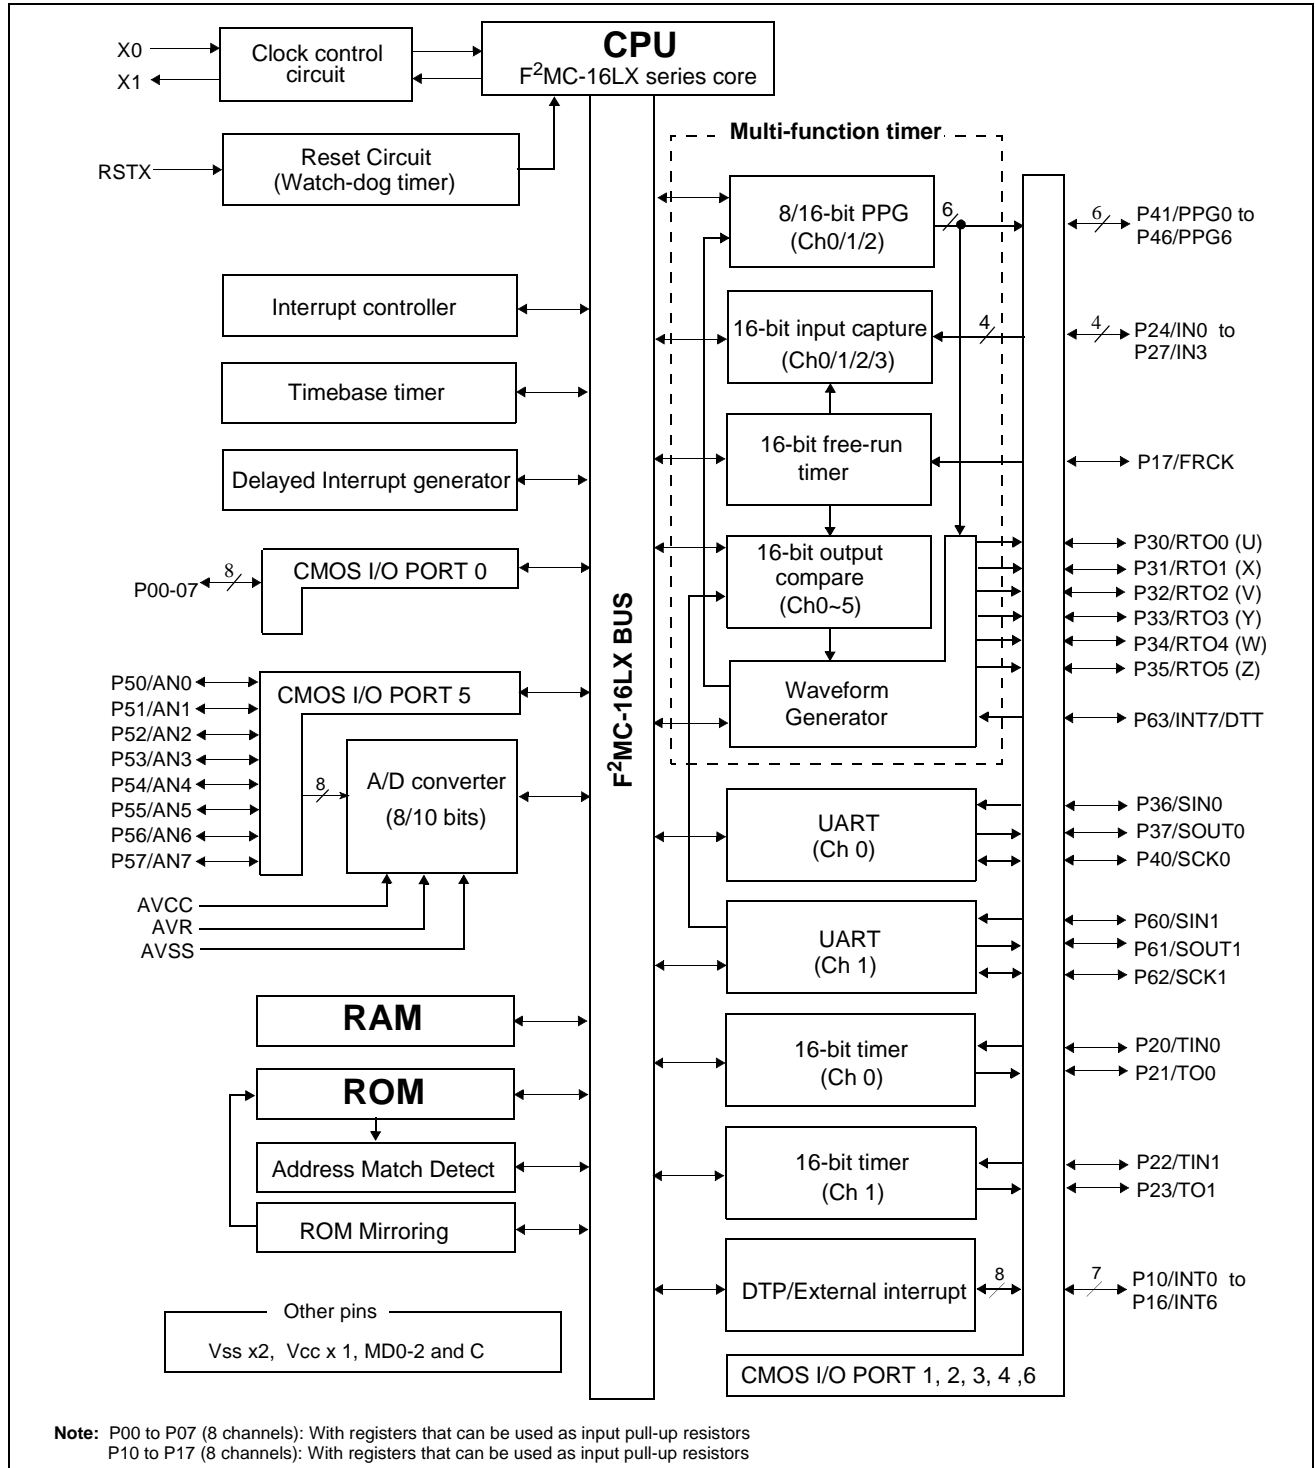 X0
X1
Clock control
circuit
CPU
F²MC-16LX series core
RSTX
Reset Circuit
(Watch-dog timer)
Interrupt controller
Timebase timer
Delayed Interrupt generator
P00-07
8
CMOS I/O PORT 0
P50/AN0
P51/AN1
P52/AN2
P53/AN3
P54/AN4
P55/AN5
P56/AN6
P57/AN7
CMOS I/O PORT 5
8
A/D converter
(8/10 bits)
AVCC
AVR
AVSS
RAM
ROM
Address Match Detect
ROM Mirroring
Other pins
Vss x2, Vcc x 1, MD0-2 and C
F²MC-16LX BUS
Multi-function timer
8/16-bit PPG
(Ch0/1/2)
6
16-bit input capture
(Ch0/1/2/3)
4
16-bit free-run
timer
16-bit output
compare
(Ch0~5)
Waveform
Generator
UART
(Ch 0)
UART
(Ch 1)
16-bit timer
(Ch 0)
16-bit timer
(Ch 1)
DTP/External interrupt
8
CMOS I/O PORT 1, 2, 3, 4 ,6
6
P41/PPG0 to
P46/PPG6
4
P24/IN0 to
P27/IN3
P17/FRCK
P30/RTO0 (U)
P31/RTO1 (X)
P32/RTO2 (V)
P33/RTO3 (Y)
P34/RTO4 (W)
P35/RTO5 (Z)
P63/INT7/DTT
P36/SIN0
P37/SOUT0
P40/SCK0
P60/SIN1
P61/SOUT1
P62/SCK1
P20/TIN0
P21/TO0
P22/TIN1
P23/TO1
7
P10/INT0 to
P16/INT6
Note: P00 to P07 (8 channels): With registers that can be used as input pull-up resistors
P10 to P17 (8 channels): With registers that can be used as input pull-up resistors